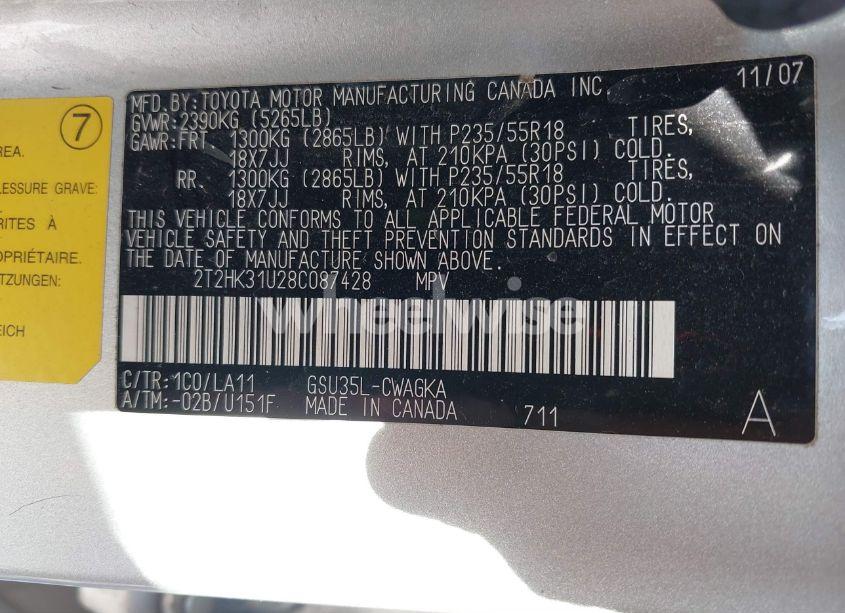 7
REA.
LESSURE GRAVE:
RITES À
OPRIÉTAIRE.
TZUNGEN:
EICH
11/07
MFD. BY: TOYOTA MOTOR MANUFACTURING CANADA INC.
GVWR: 2390KG (5265LB)
GAWR: FRT 1300KG (2865LB) WITH P235/55R18 TIRES,
18X7JJ RIMS, AT 210KPA (30PSI) COLD.
RR. 1300KG (2865LB) WITH P235/55R18 TIRES,
18X7JJ RIMS, AT 210KPA (30PSI) COLD.
THIS VEHICLE CONFORMS TO ALL APPLICABLE FEDERAL MOTOR
VEHICLE SAFETY AND THEFT PREVENTION STANDARDS IN EFFECT ON
THE DATE OF MANUFACTURE SHOWN ABOVE.
2T2HK31U28C087428 MPV
wheelwise
C/TR: 1C0/LA11 GSU35L-CWAGKA
A/TM: -02B/U151F MADE IN CANADA 711 A